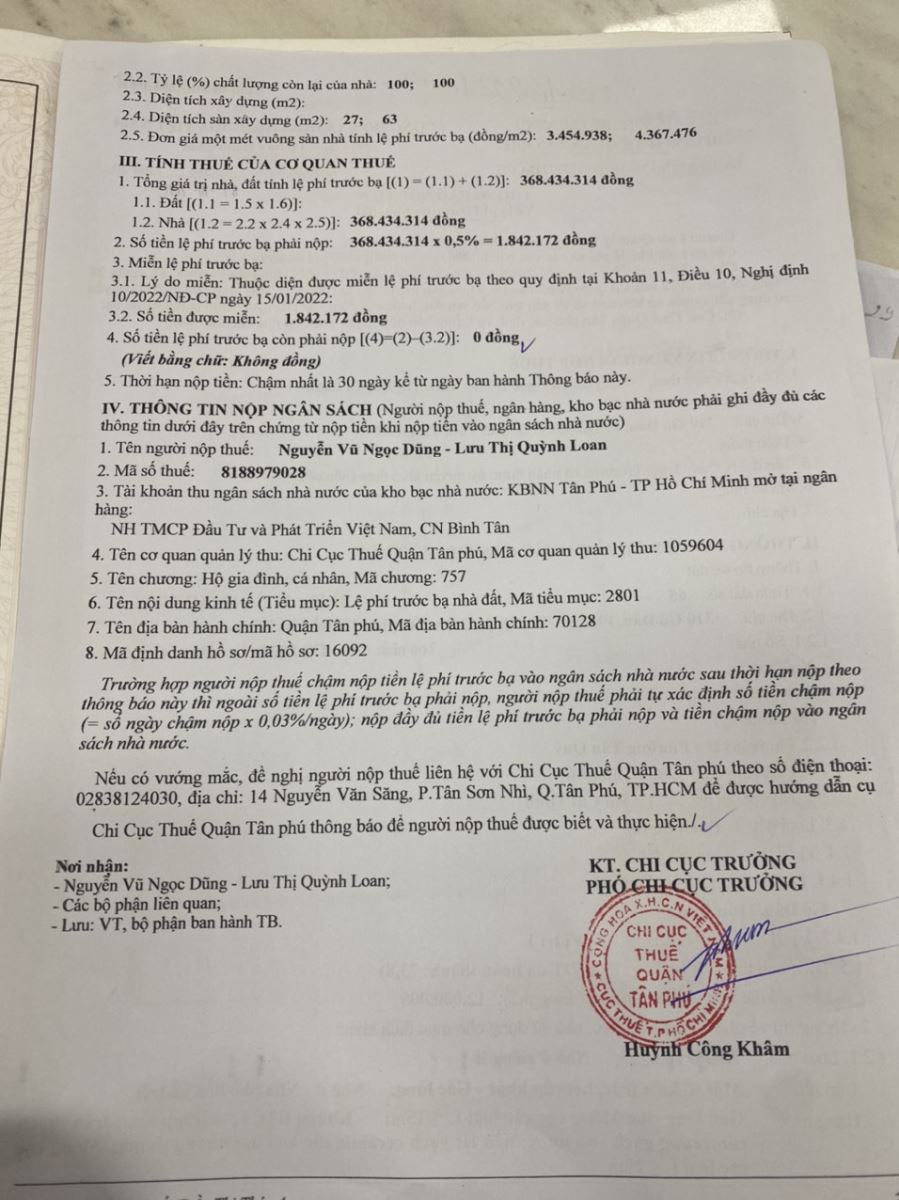 2.2. Tỷ lệ (%) chất lượng còn lại của nhà: 100; 100
2.3. Diện tích xây dựng (m2):
2.4. Diện tích sàn xây dựng (m2): 27; 63
2.5. Đơn giá một mét vuông sàn nhà tính lệ phí trước bạ (đồng/m2): 3.454.938; 4.367.476
III. TÍNH THUẾ CỦA CƠ QUAN THUẾ
1. Tổng giá trị nhà, đất tính lệ phí trước bạ [(1) = (1.1) + (1.2)]: 368.434.314 đồng
1.1. Đất [(1.1 = 1.5 x 1.6)]:
1.2. Nhà [(1.2 = 2.2 x 2.4 x 2.5)]: 368.434.314 đồng
2. Số tiền lệ phí trước bạ phải nộp: 368.434.314 x 0,5% = 1.842.172 đồng
3. Miễn lệ phí trước bạ:
3.1. Lý do miễn: Thuộc diện được miễn lệ phí trước bạ theo quy định tại Khoản 11, Điều 10, Nghị định
10/2022/NĐ-CP ngày 15/01/2022:
3.2. Số tiền được miễn: 1.842.172 đồng
4. Số tiền lệ phí trước bạ còn phải nộp [(4)=(2)–(3.2)]: 0 đồng
(Viết bằng chữ: Không đồng)
5. Thời hạn nộp tiền: Chậm nhất là 30 ngày kể từ ngày ban hành Thông báo này.
IV. THÔNG TIN NỘP NGÂN SÁCH (Người nộp thuế, ngân hàng, kho bạc nhà nước phải ghi đầy đủ các
thông tin dưới đây trên chứng từ nộp tiền khi nộp tiền vào ngân sách nhà nước)
1. Tên người nộp thuế: Nguyễn Vũ Ngọc Dũng - Lưu Thị Quỳnh Loan
2. Mã số thuế: 8188979028
3. Tài khoản thu ngân sách nhà nước của kho bạc nhà nước: KBNN Tân Phú - TP Hồ Chí Minh mở tại ngân
hàng:
NH TMCP Đầu Tư và Phát Triển Việt Nam, CN Bình Tân
4. Tên cơ quan quản lý thu: Chi Cục Thuế Quận Tân phú, Mã cơ quan quản lý thu: 1059604
5. Tên chương: Hộ gia đình, cá nhân, Mã chương: 757
6. Tên nội dung kinh tế (Tiểu mục): Lệ phí trước bạ nhà đất, Mã tiểu mục: 2801
7. Tên địa bàn hành chính: Quận Tân phú, Mã địa bàn hành chính: 70128
8. Mã định danh hồ sơ/mã hồ sơ: 16092
Trường hợp người nộp thuế chậm nộp tiền lệ phí trước bạ vào ngân sách nhà nước sau thời hạn nộp theo
thông báo này thì ngoài số tiền lệ phí trước bạ phải nộp, người nộp thuế phải tự xác định số tiền chậm nộp
(= số ngày chậm nộp x 0,03%/ngày); nộp đầy đủ tiền lệ phí trước bạ phải nộp và tiền chậm nộp vào ngân
sách nhà nước.
Nếu có vướng mắc, đề nghị người nộp thuế liên hệ với Chi Cục Thuế Quận Tân phú theo số điện thoại:
02838124030, địa chỉ: 14 Nguyễn Văn Săng, P.Tân Sơn Nhì, Q.Tân Phú, TP.HCM để được hướng dẫn cụ
Chi Cục Thuế Quận Tân phú thông báo để người nộp thuế được biết và thực hiện./.
Nơi nhận:
- Nguyễn Vũ Ngọc Dũng - Lưu Thị Quỳnh Loan;
- Các bộ phận liên quan;
- Lưu: VT, bộ phận ban hành TB.
KT. CHI CỤC TRƯỞNG
PHÓ CHI CỤC TRƯỞNG
CỘNG HÒA X.H.C.N VIỆT NAM
CHI CỤC
THUẾ
QUẬN
TÂN PHÚ
CỤC THUẾ T.P HỒ CHÍ MINH
Huỳnh Công Khâm